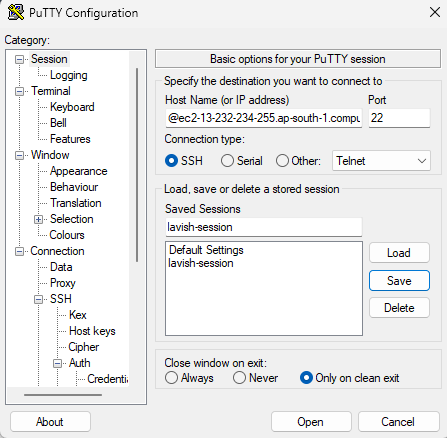 PuTTY Configuration
Category:
Session
Logging
Terminal
Keyboard
Bell
Features
Window
Appearance
Behaviour
Translation
Selection
Colours
Connection
Data
Proxy
SSH
Kex
Host keys
Cipher
Auth
Credentia
Basic options for your PuTTY session
Specify the destination you want to connect to
Host Name (or IP address) Port
@ec2-13-232-234-255.ap-south-1.compu 22
Connection type:
SSH Serial Other: Telnet
Load, save or delete a stored session
Saved Sessions
lavish-session
Default Settings
lavish-session
Load
Save
Delete
Close window on exit:
Always Never Only on clean exit
About Open Cancel